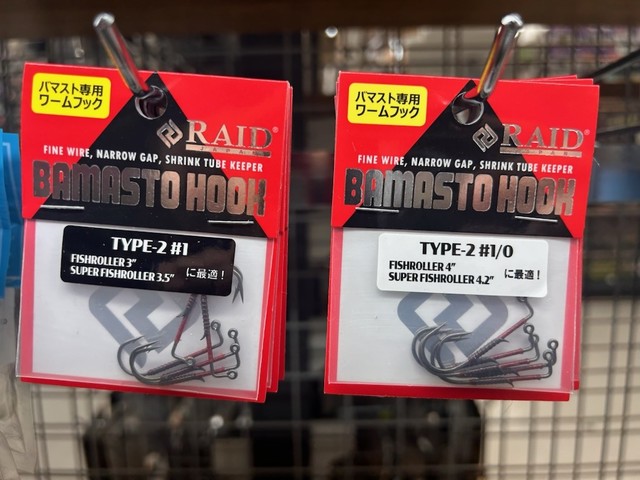 バマスト専用
ワームフック
RAID
JAPAN
FINE WIRE, NARROW GAP, SHRINK TUBE KEEPER
BAMASTO HOOK
TYPE-2 #1
FISHROLLER 3"
SUPER FISHROLLER 3.5"
に最適！
バマスト専用
ワームフック
RAID
JAPAN
FINE WIRE, NARROW GAP, SHRINK TUBE KEEPER
BAMASTO HOOK
TYPE-2 #1/0
FISHROLLER 4"
SUPER FISHROLLER 4.2"
に最適！